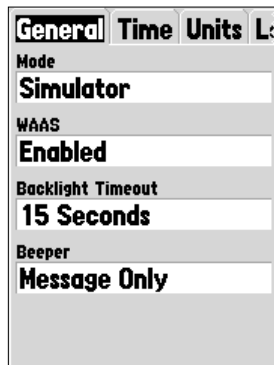 General Time Units
Mode
Simulator
WAAS
Enabled
Backlight Timeout
15 Seconds
Beeper
Message Only